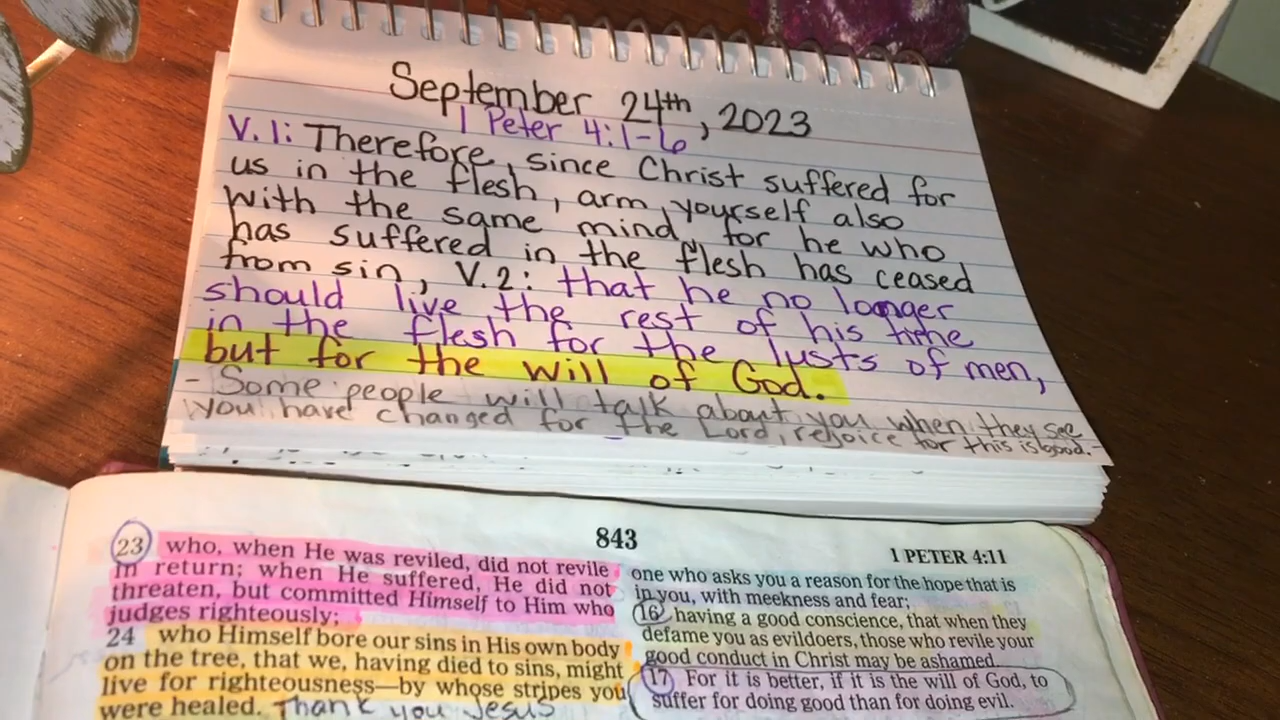 September 24th, 2023
1 Peter 4:1-6
V.1: Therefore, since Christ suffered for
us in the flesh, arm yourself also
with the same mind, for he who
has suffered in the flesh has ceased
from sin, V.2: that he no longer
should live the rest of his time
in the flesh for the lusts of men,
but for the will of God.
- Some people will talk about you when they see
you have changed for the Lord, rejoice for this is good. -
843
1 PETER 4:11
23 who, when He was reviled, did not revile
in return; when He suffered, He did not
threaten, but committed Himself to Him who
judges righteously;
24 who Himself bore our sins in His own body
on the tree, that we, having died to sins, might
live for righteousness—by whose stripes you
were healed. Thank you Jesus
one who asks you a reason for the hope that is
in you, with meekness and fear;
16 having a good conscience, that when they
defame you as evildoers, those who revile your
good conduct in Christ may be ashamed.
17 For it is better, if it is the will of God, to
suffer for doing good than for doing evil.